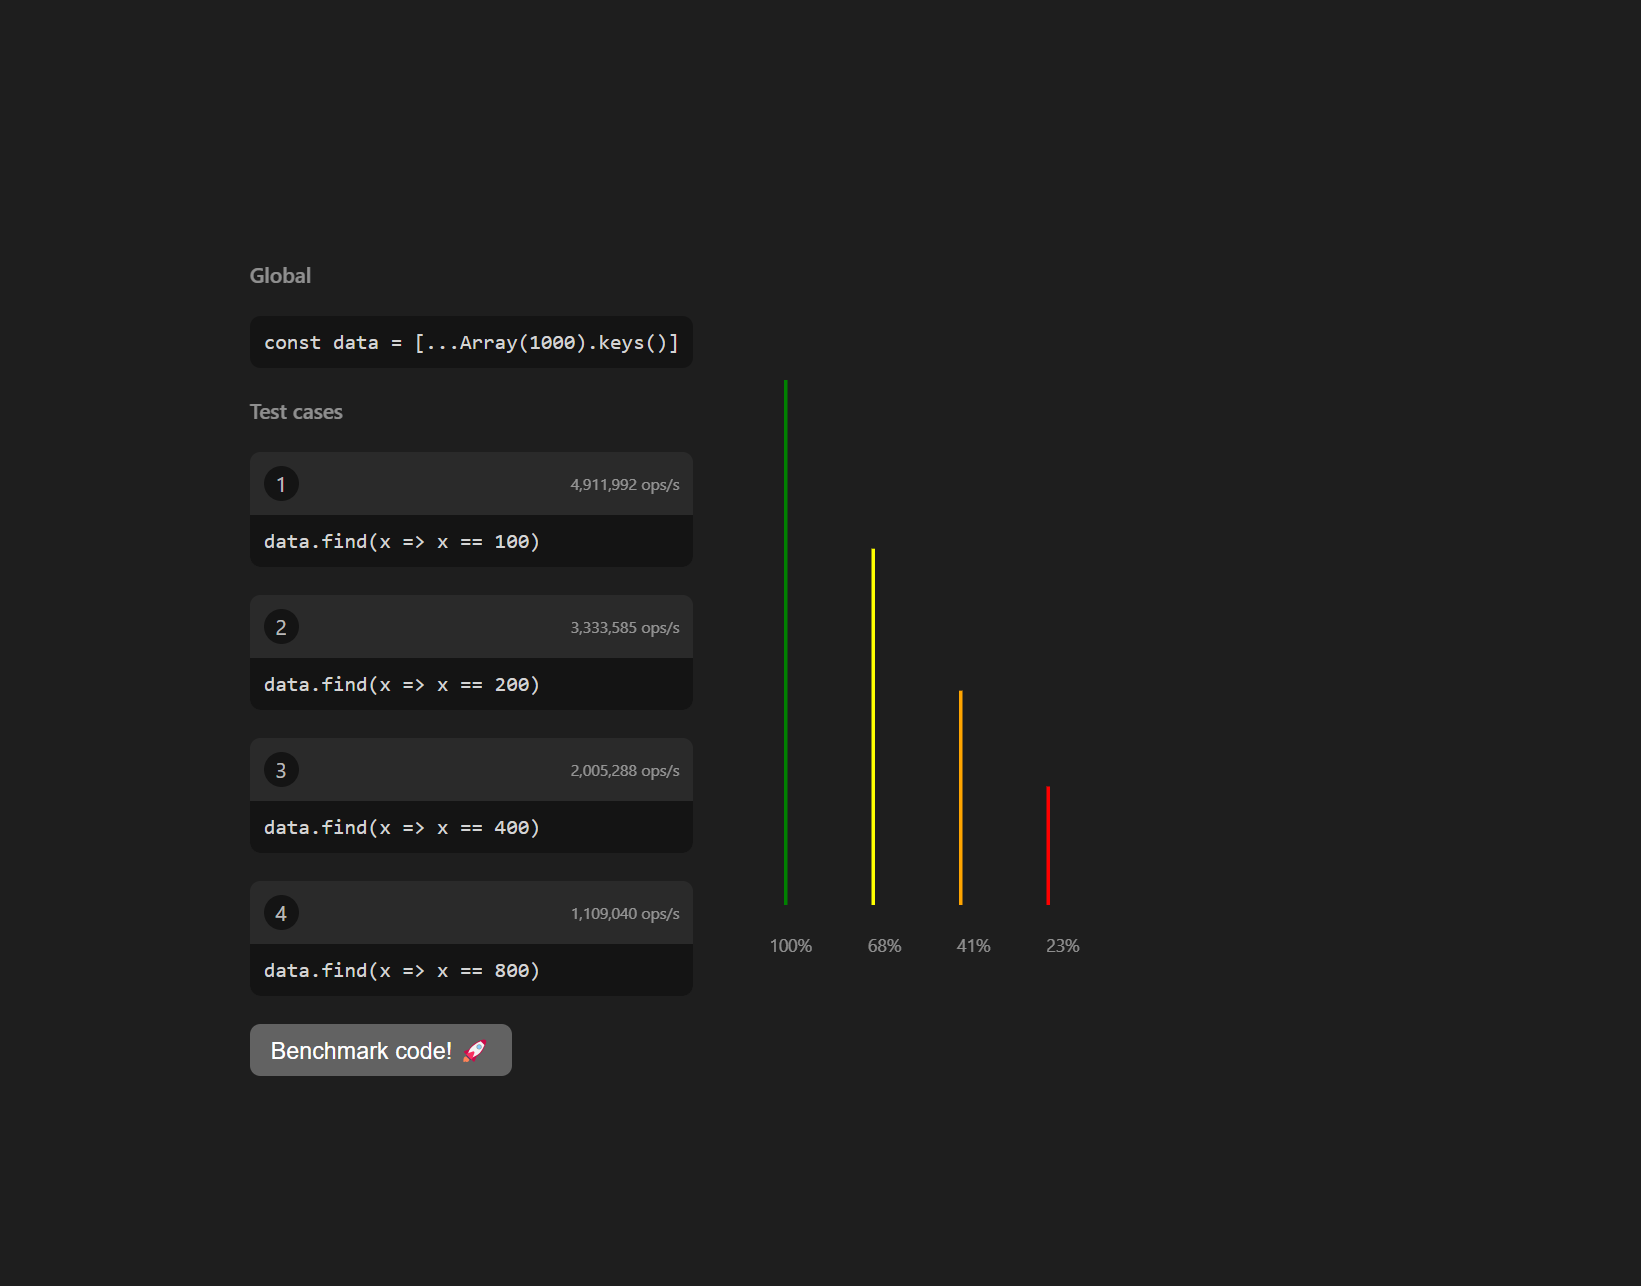 Global
const data = [...Array(1000).keys()]
Test cases
1 4,911,992 ops/s
data.find(x => x == 100)
2 3,333,585 ops/s
data.find(x => x == 200)
3 2,005,288 ops/s
data.find(x => x == 400)
4 1,109,040 ops/s
data.find(x => x == 800)
Benchmark code! 🚀
100% 68% 41% 23%